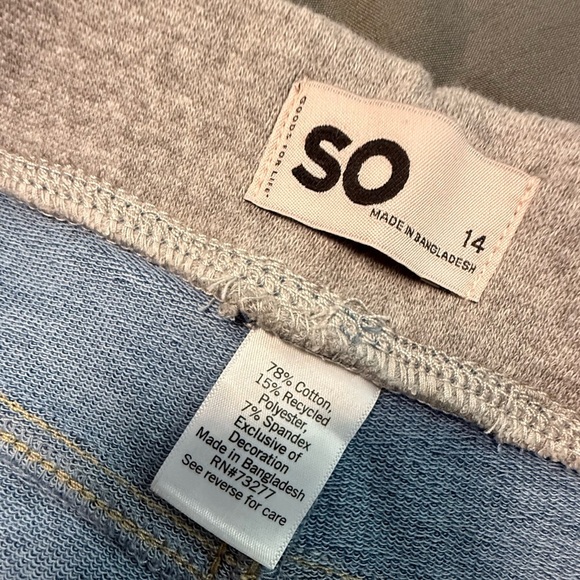 GOODS FOR LIFE™
SO
14
MADE IN BANGLADESH
78% Cotton,
15% Recycled
Polyester,
7% Spandex
Exclusive of
Decoration
Made in Bangladesh
RN#73277
See reverse for care